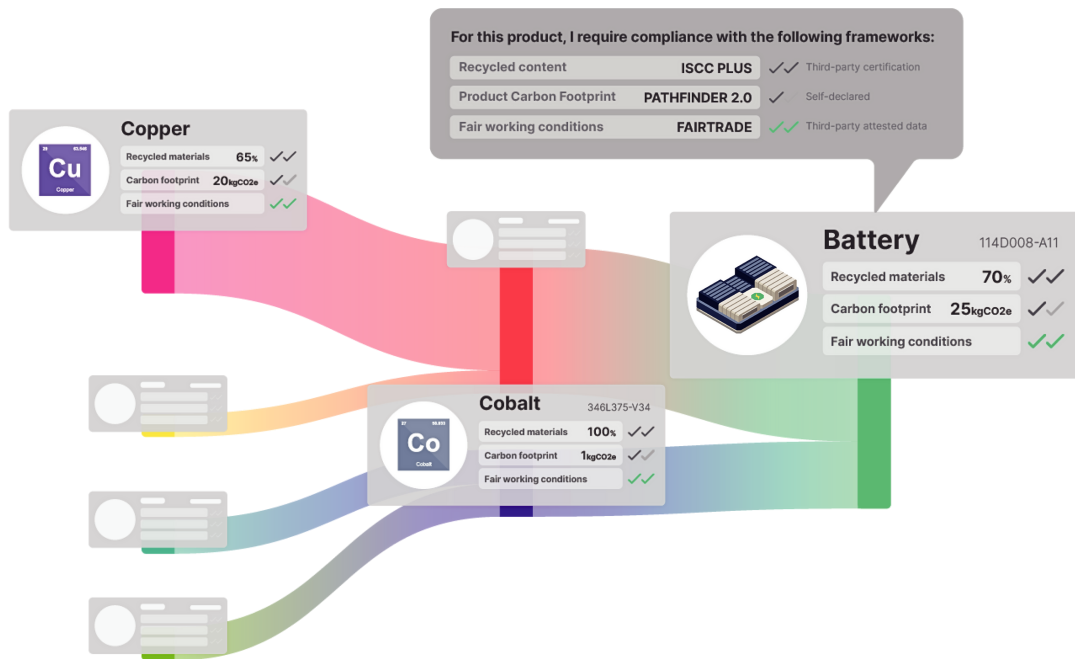 For this product, I require compliance with the following frameworks:
Recycled content ISCC PLUS Third-party certification
Product Carbon Footprint PATHFINDER 2.0 Self-declared
Fair working conditions FAIRTRADE Third-party attested data
Copper
Cu
Copper
Recycled materials 65%
Carbon footprint 20kgCO2e
Fair working conditions
Battery 114D008-A11
Recycled materials 70%
Carbon footprint 25kgCO2e
Fair working conditions
Cobalt 346L375-V34
Co
Cobalt
Recycled materials 100%
Carbon footprint 1kgCO2e
Fair working conditions